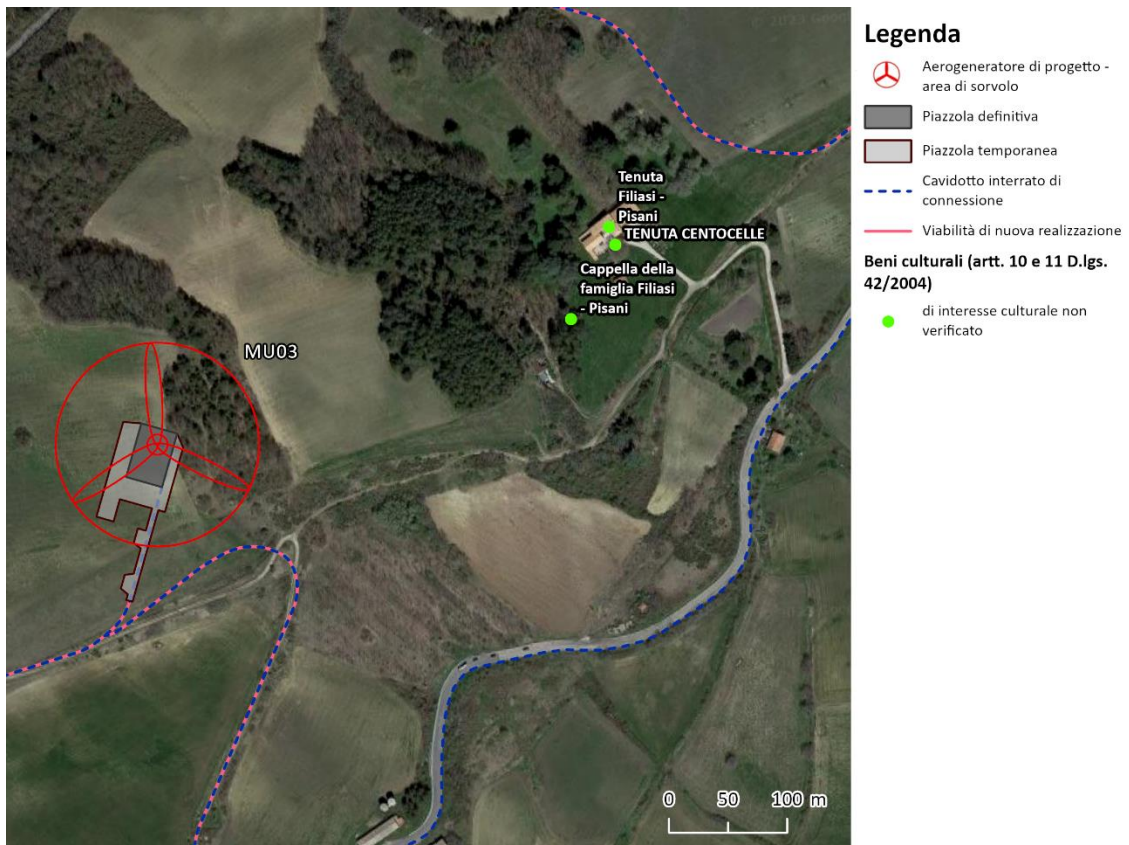 Tenuta
Filiasi -
Pisani
TENUTA CENTOCELLE
Cappella della
famiglia Filiasi
- Pisani
MU03
0 50 100 m
Legenda
Aerogeneratore di progetto -
area di sorvolo
Piazzola definitiva
Piazzola temporanea
Cavidotto interrato di
connessione
Viabilità di nuova realizzazione
Beni culturali (artt. 10 e 11 D.lgs.
42/2004)
di interesse culturale non
verificato